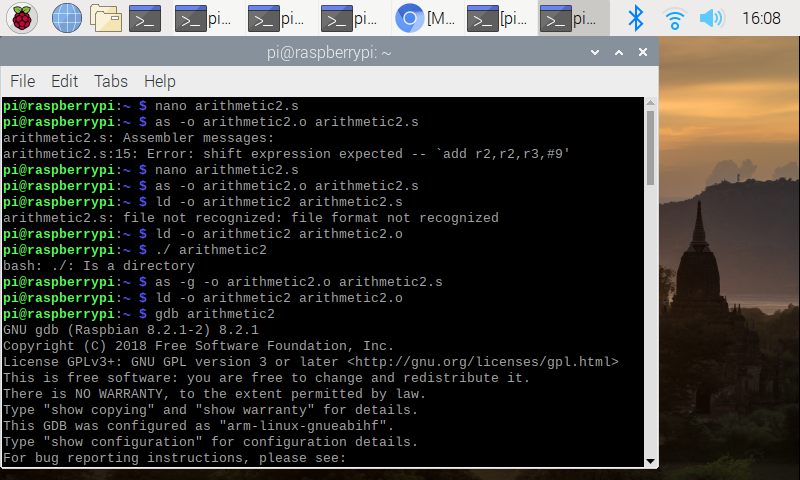 pi...
pi...
pi...
[M...
[pi...
pi...
16:08
pi@raspberrypi: ~
File Edit Tabs Help
pi@raspberrypi:~ $ nano arithmetic2.s
pi@raspberrypi:~ $ as -o arithmetic2.o arithmetic2.s
arithmetic2.s: Assembler messages:
arithmetic2.s:15: Error: shift expression expected -- `add r2,r2,r3,#9'
pi@raspberrypi:~ $ nano arithmetic2.s
pi@raspberrypi:~ $ as -o arithmetic2.o arithmetic2.s
pi@raspberrypi:~ $ ld -o arithmetic2 arithmetic2.s
arithmetic2.s: file not recognized: file format not recognized
pi@raspberrypi:~ $ ld -o arithmetic2 arithmetic2.o
pi@raspberrypi:~ $ ./ arithmetic2
bash: ./: Is a directory
pi@raspberrypi:~ $ as -g -o arithmetic2.o arithmetic2.s
pi@raspberrypi:~ $ ld -o arithmetic2 arithmetic2.o
pi@raspberrypi:~ $ gdb arithmetic2
GNU gdb (Raspbian 8.2.1-2) 8.2.1
Copyright (C) 2018 Free Software Foundation, Inc.
License GPLv3+: GNU GPL version 3 or later <http://gnu.org/licenses/gpl.html>
This is free software: you are free to change and redistribute it.
There is NO WARRANTY, to the extent permitted by law.
Type "show copying" and "show warranty" for details.
This GDB was configured as "arm-linux-gnueabihf".
Type "show configuration" for configuration details.
For bug reporting instructions, please see: